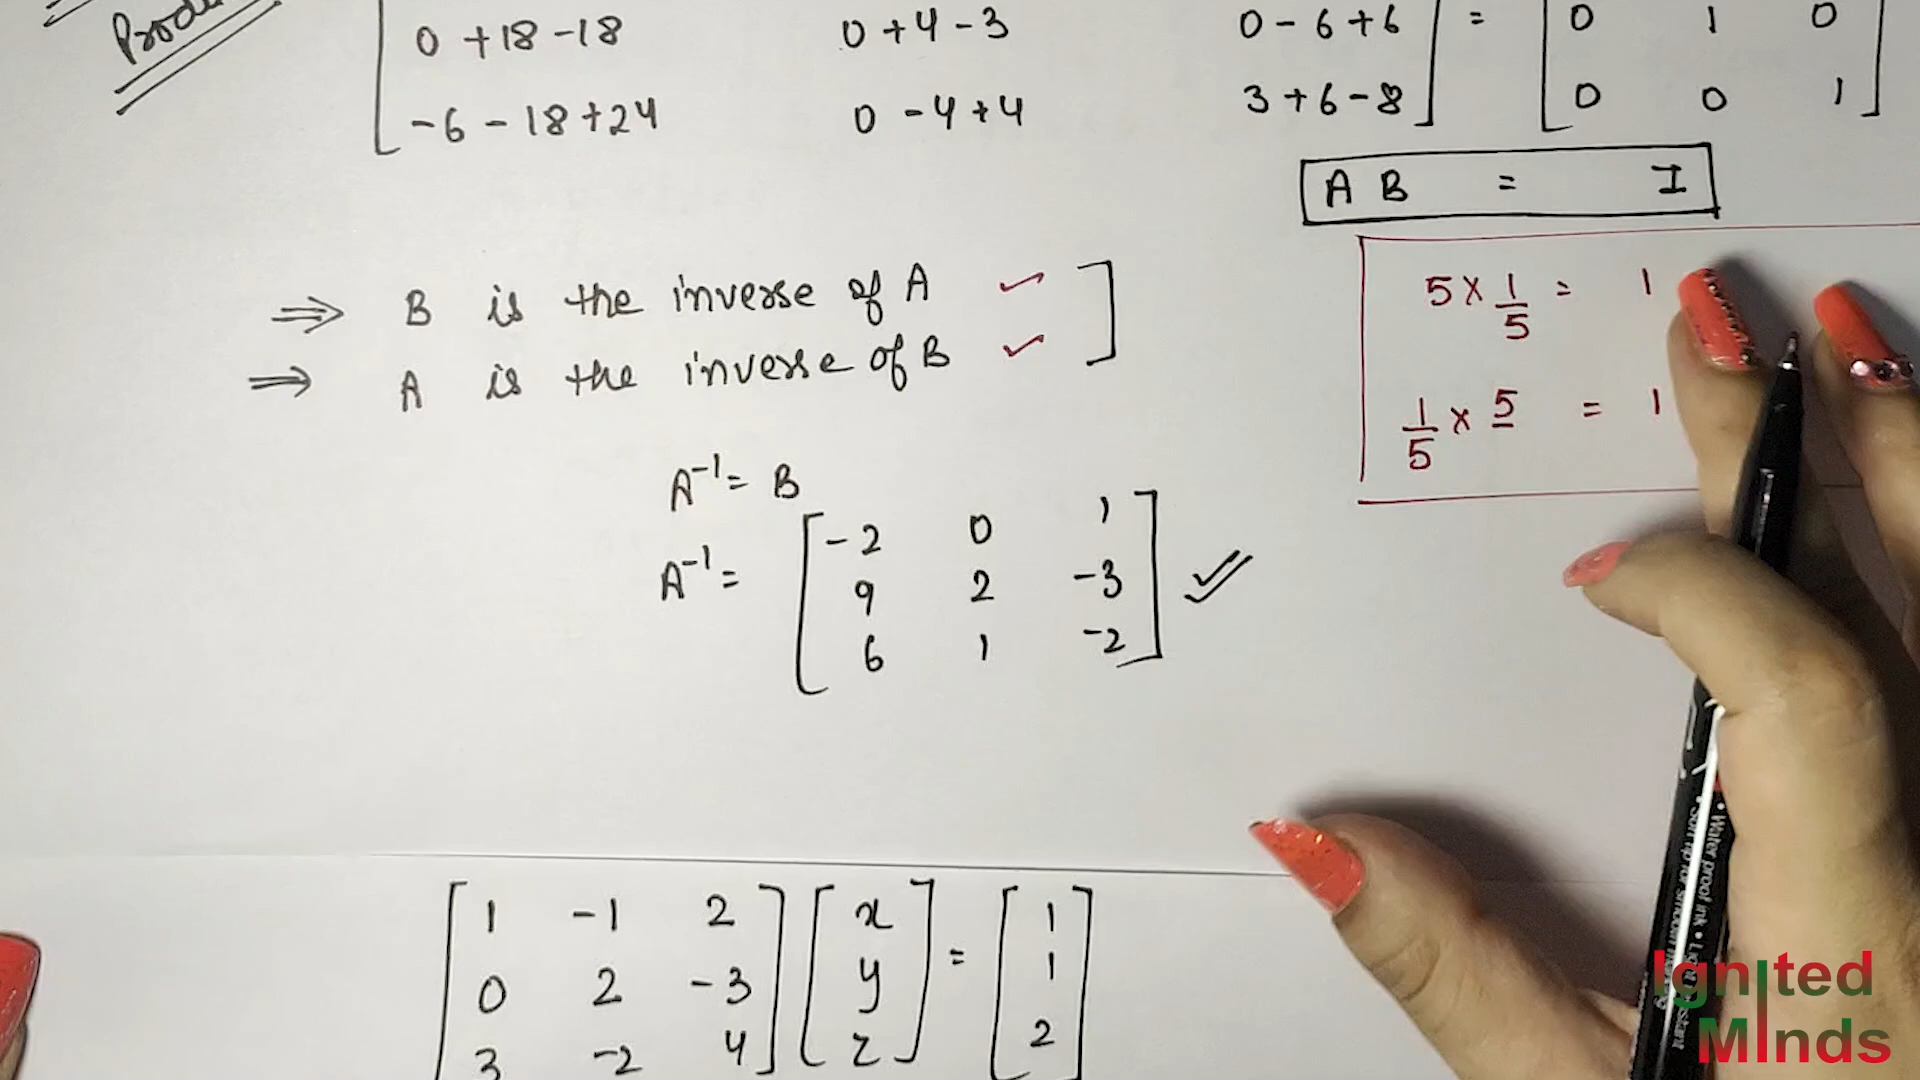 0 +18 -18 0 + 4 - 3 0 - 6 + 6 = 0 1 0
-6 - 18 + 24 0 - 4 + 4 3 + 6 - 8 0 0 1
A B = I
⇒ B is the inverse of A ✓
⇒ A is the inverse of B ✓
5 × 1/5 = 1
1/5 × 5 = 1
A⁻¹ = B
-2 0 1
A⁻¹ = 9 2 -3
6 1 -2
1 -1 2 x 1
0 2 -3 y = 1
3 -2 4 z 2
Ignited
Minds